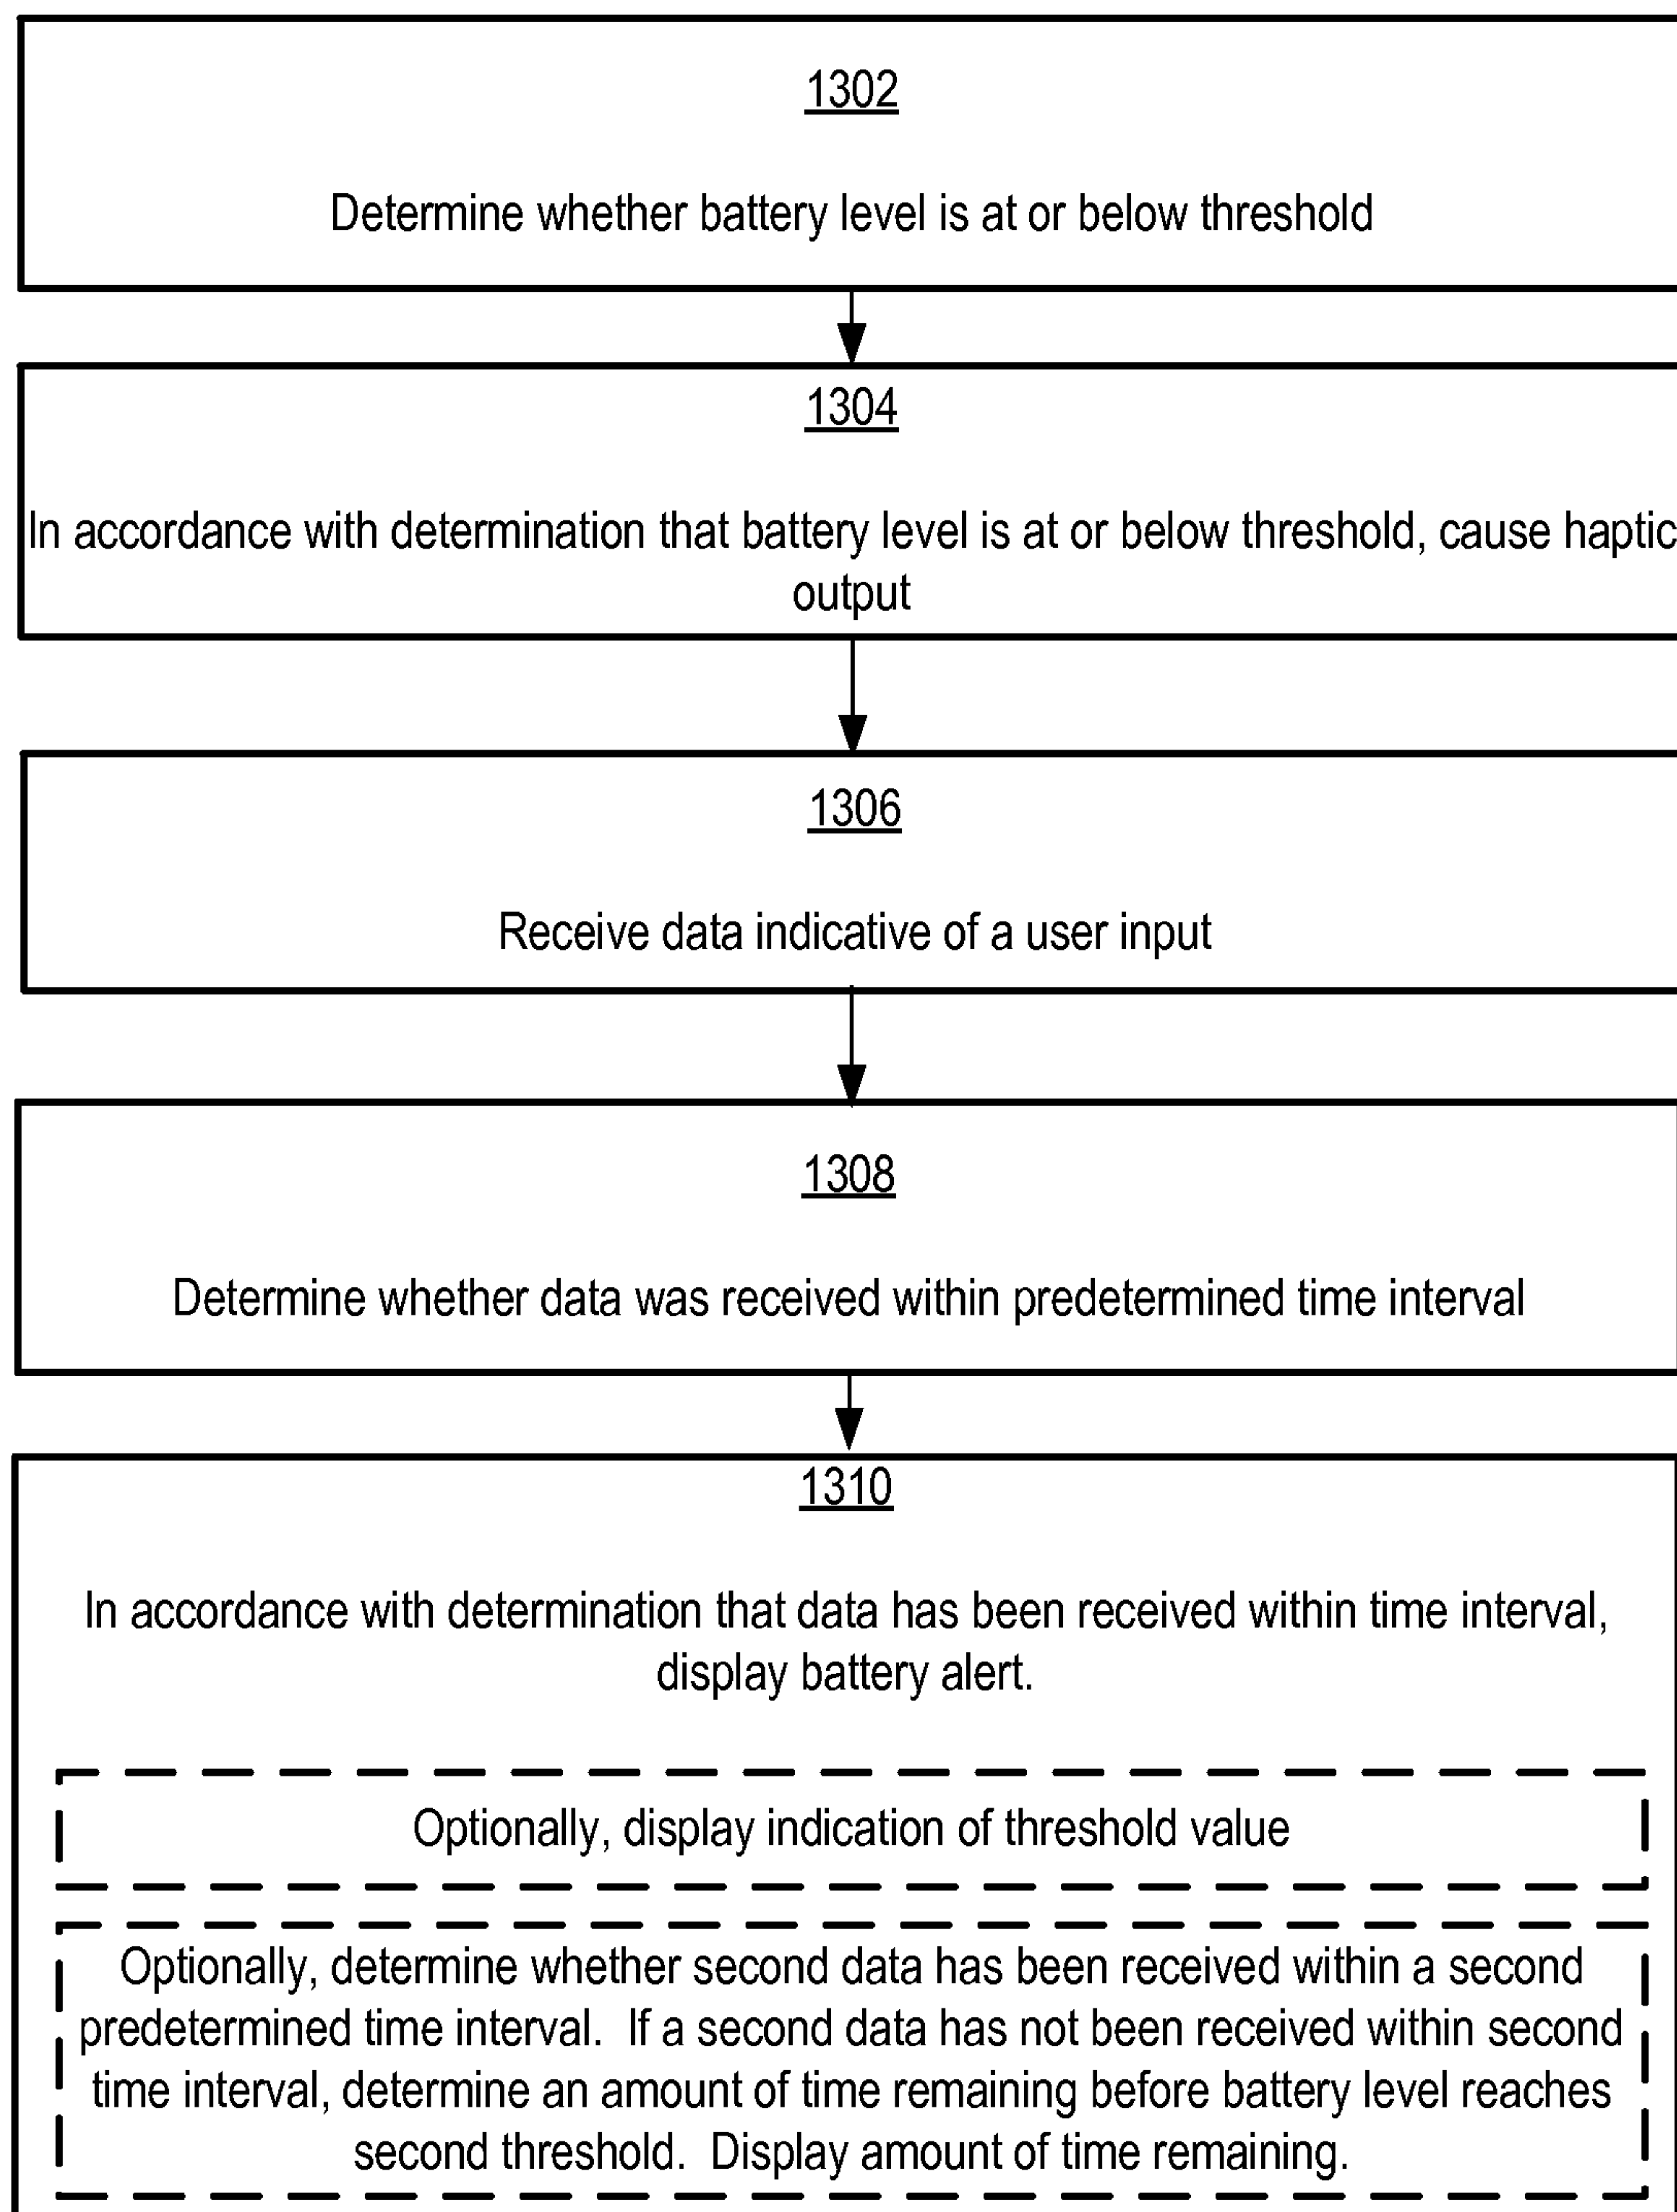 1302
Determine whether battery level is at or below threshold
1304
In accordance with determination that battery level is at or below threshold, cause haptic
output
1306
Receive data indicative of a user input
1308
Determine whether data was received within predetermined time interval
1310
In accordance with determination that data has been received within time interval,
display battery alert.
Optionally, display indication of threshold value
Optionally, determine whether second data has been received within a second
predetermined time interval.  If a second data has not been received within second
time interval, determine an amount of time remaining before battery level reaches
second threshold.  Display amount of time remaining.